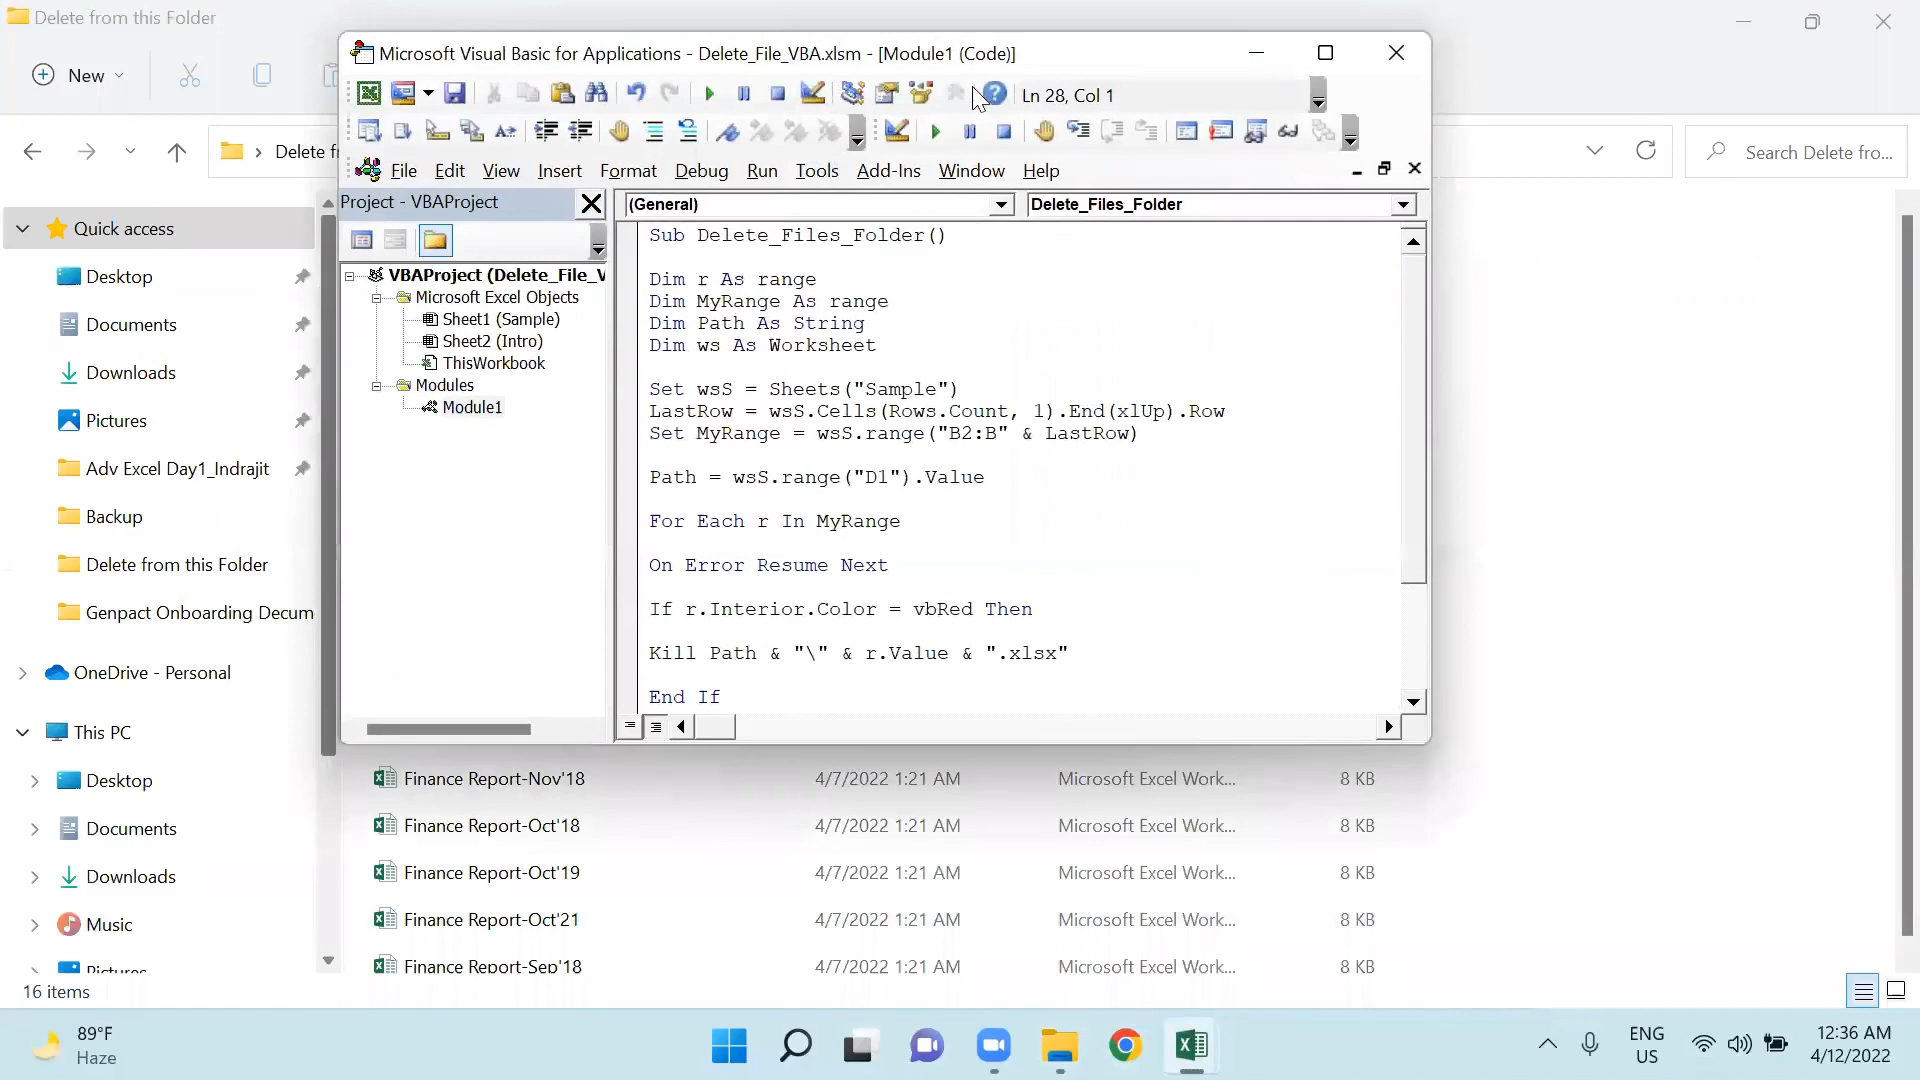 Delete from this Folder
New
Microsoft Visual Basic for Applications - Delete_File_VBA.xlsm - [Module1 (Code)]
Ln 28, Col 1
File Edit View Insert Format Debug Run Tools Add-Ins Window Help
Delete fr
Search Delete fro...
Project - VBAProject
(General)
Delete_Files_Folder
VBAProject (Delete_File_V
Microsoft Excel Objects
Sheet1 (Sample)
Sheet2 (Intro)
ThisWorkbook
Modules
Module1
Sub Delete_Files_Folder()
Dim r As range
Dim MyRange As range
Dim Path As String
Dim ws As Worksheet
Set wsS = Sheets("Sample")
LastRow = wsS.Cells(Rows.Count, 1).End(xlUp).Row
Set MyRange = wsS.range("B2:B" & LastRow)
Path = wsS.range("D1").Value
For Each r In MyRange
On Error Resume Next
If r.Interior.Color = vbRed Then
Kill Path & "\" & r.Value & ".xlsx"
End If
Quick access
Desktop
Documents
Downloads
Pictures
Adv Excel Day1_Indrajit
Backup
Delete from this Folder
Genpact Onboarding Decum
OneDrive - Personal
This PC
Desktop
Documents
Downloads
Music
Pictures
Finance Report-Nov'18 4/7/2022 1:21 AM Microsoft Excel Work... 8 KB
Finance Report-Oct'18 4/7/2022 1:21 AM Microsoft Excel Work... 8 KB
Finance Report-Oct'19 4/7/2022 1:21 AM Microsoft Excel Work... 8 KB
Finance Report-Oct'21 4/7/2022 1:21 AM Microsoft Excel Work... 8 KB
Finance Report-Sep'18 4/7/2022 1:21 AM Microsoft Excel Work... 8 KB
16 items
89°F
Haze
ENG
US
12:36 AM
4/12/2022